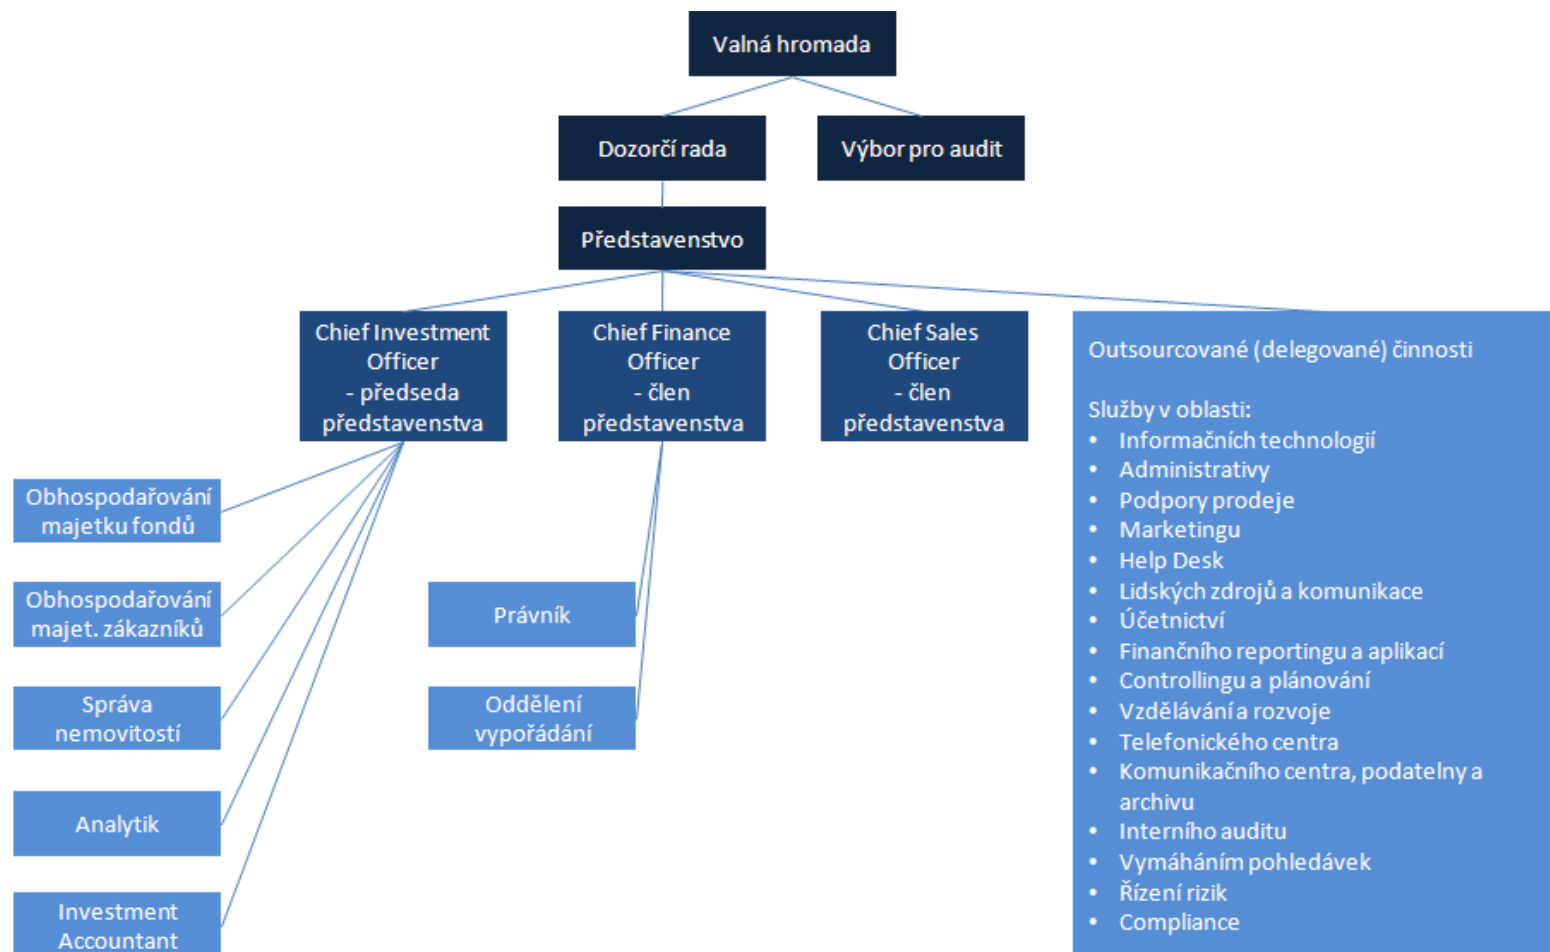 Valná hromada
Dozorčí rada
Výbor pro audit
Představenstvo
Chief Investment
Officer
- předseda
představenstva
Chief Finance
Officer
- člen
představenstva
Chief Sales
Officer
- člen
představenstva
Outsourcované (delegované) činnosti
Služby v oblasti:
• Informačních technologií
• Administrativy
• Podpory prodeje
• Marketingu
• Help Desk
• Lidských zdrojů a komunikace
• Účetnictví
• Finančního reportingu a aplikací
• Controllingu a plánování
• Vzdělávání a rozvoje
• Telefonického centra
• Komunikačního centra, podatelny a
archivu
• Interního auditu
• Vymáháním pohledávek
• Řízení rizik
• Compliance
Obhospodařování
majetku fondů
Obhospodařování
majet. zákazníků
Správa
nemovitostí
Analytik
Investment
Accountant
Právník
Oddělení
vypořádání